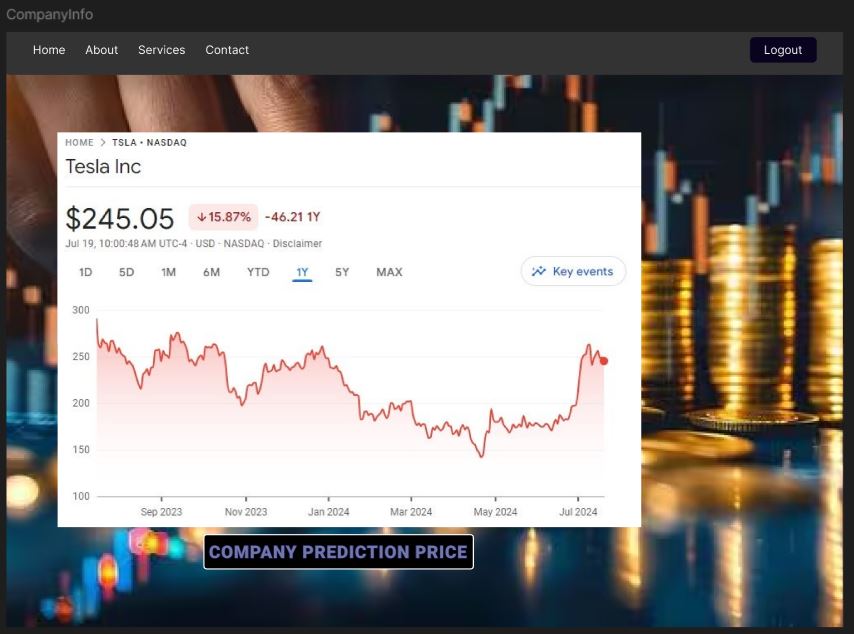 CompanyInfo
Home About Services Contact Logout
HOME > TSLA • NASDAQ
Tesla Inc
$245.05 ↓15.87% -46.21 1Y
Jul 19, 10:00:48 AM UTC-4 · USD · NASDAQ · Disclaimer
1D 5D 1M 6M YTD 1Y 5Y MAX Key events
300
250
200
150
100
Sep 2023 Nov 2023 Jan 2024 Mar 2024 May 2024 Jul 2024
COMPANY PREDICTION PRICE